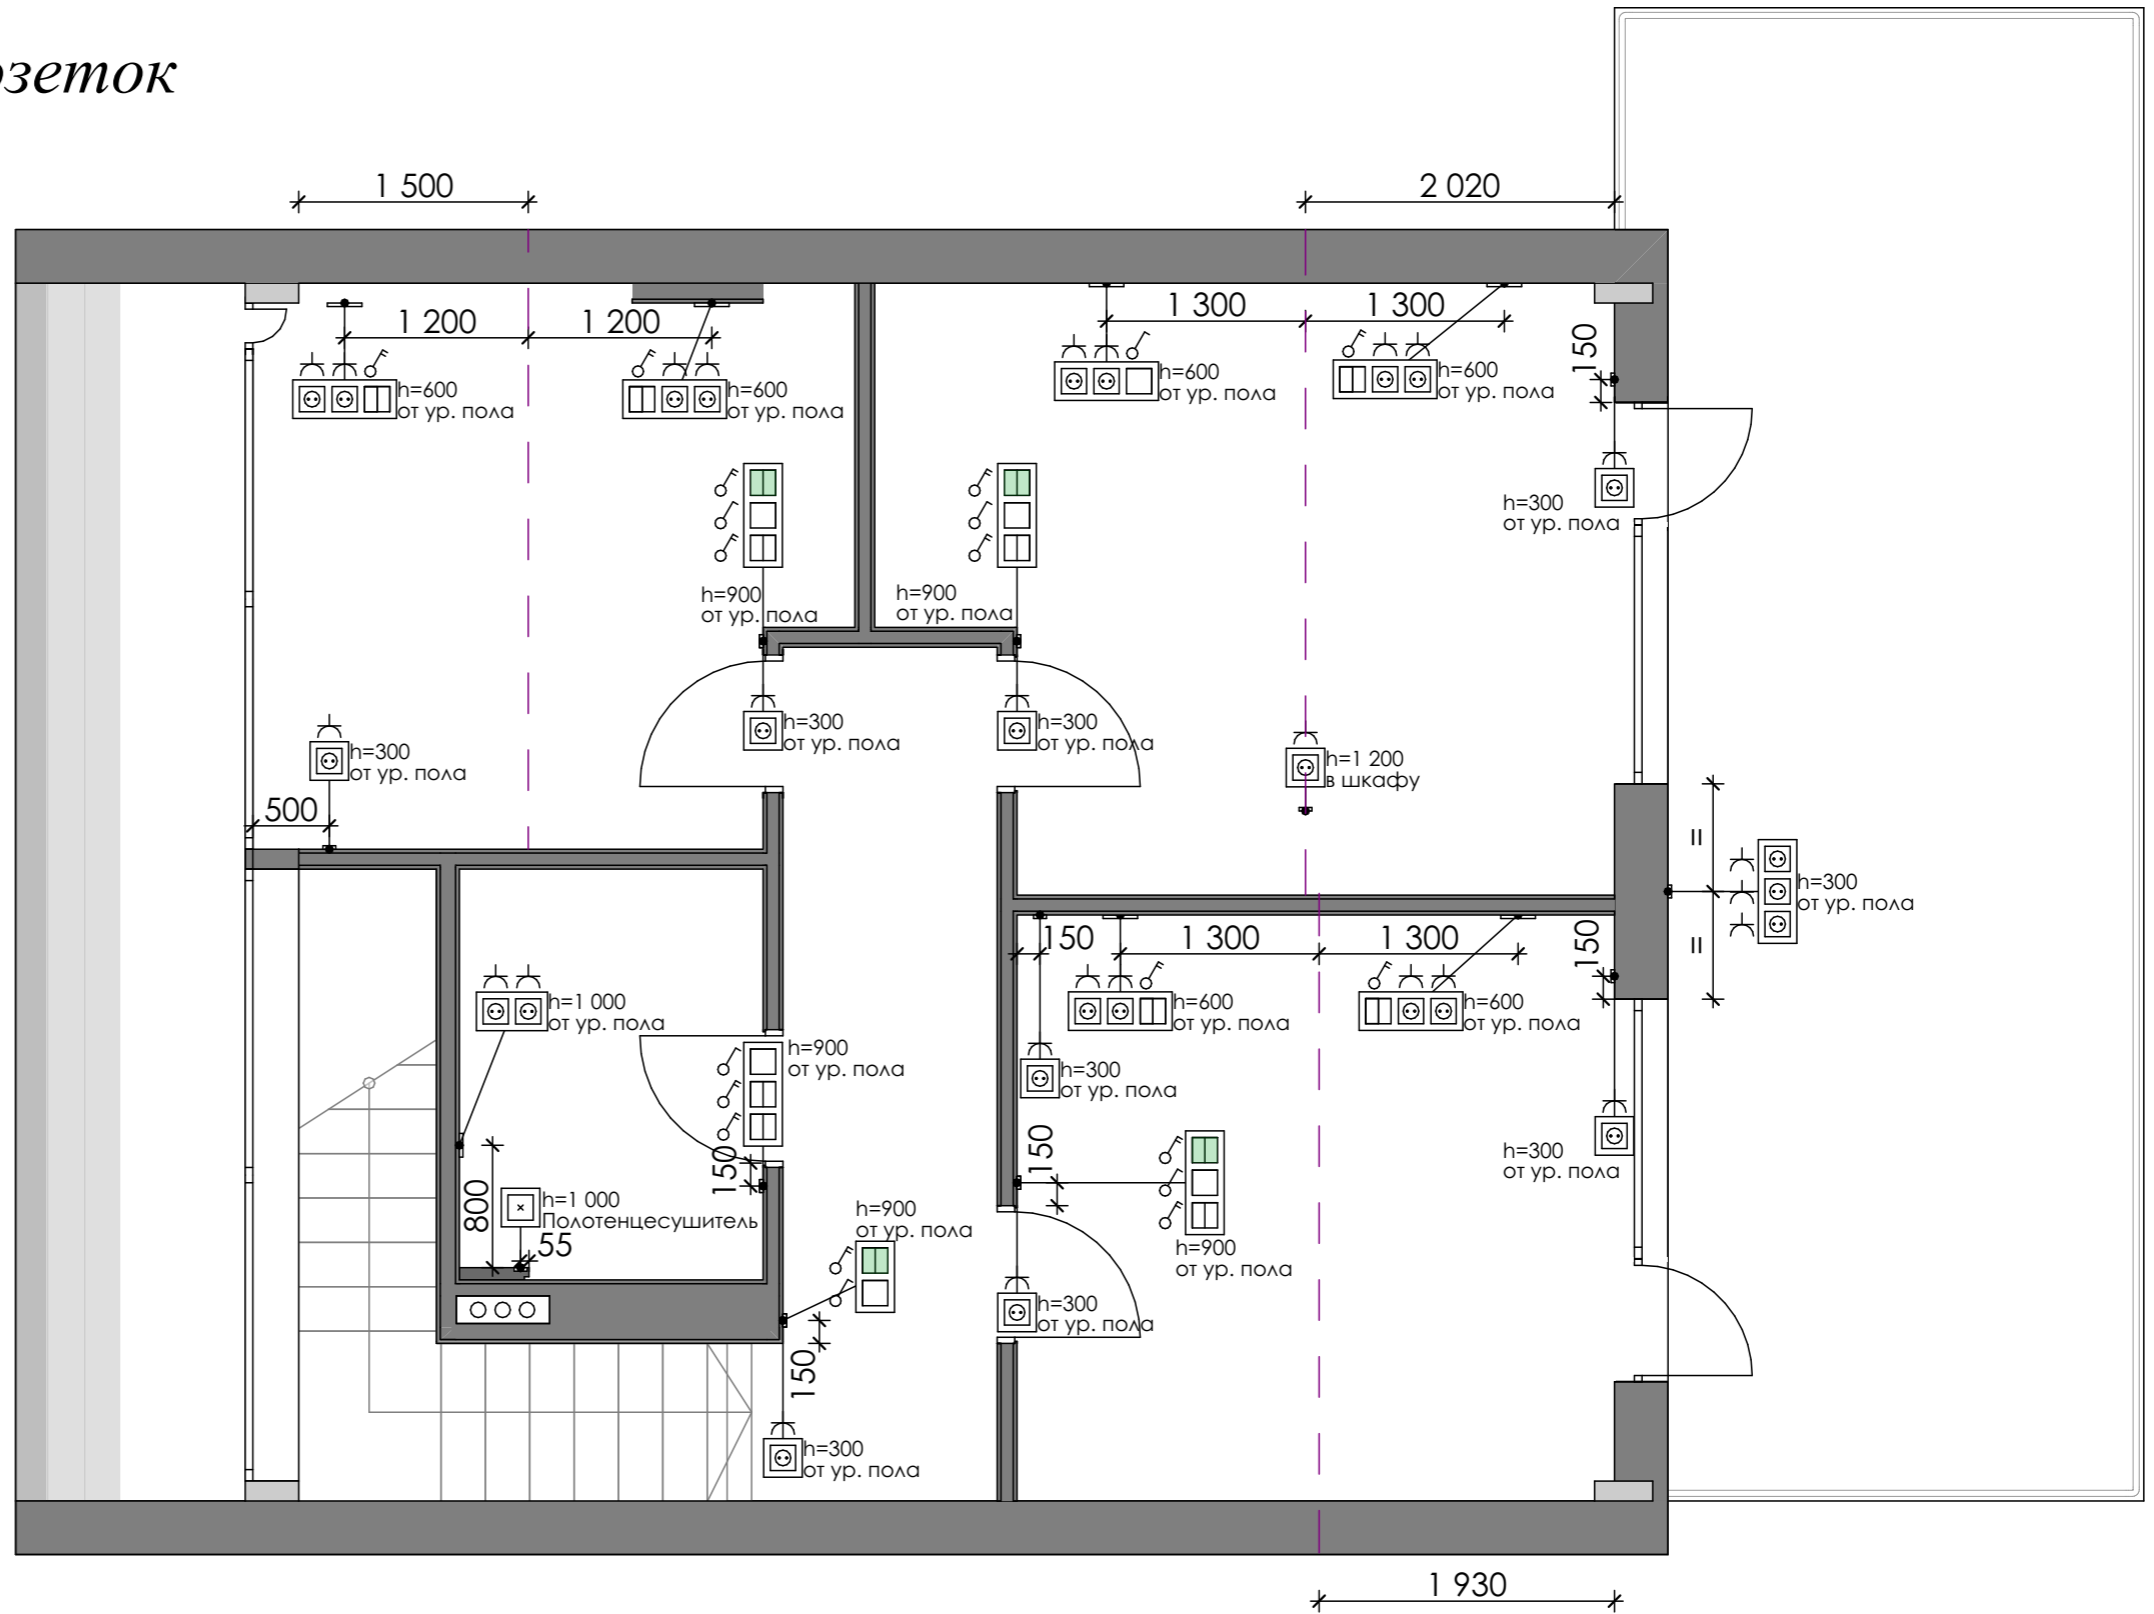 озеток
1 500
2 020
1 200
1 200
1 300
1 300
150
h=600
от ур. пола
h=600
от ур. пола
h=600
от ур. пола
h=600
от ур. пола
h=300
от ур. пола
h=900
от ур. пола
h=900
от ур. пола
h=300
от ур. пола
h=300
от ур. пола
h=300
от ур. пола
h=1 200
в шкафу
500
=
h=300
от ур. пола
=
150
1 300
1 300
150
h=1 000
от ур. пола
h=600
от ур. пола
h=600
от ур. пола
h=900
от ур. пола
h=300
от ур. пола
150
150
h=300
от ур. пола
800
h=1 000
Полотенцесушитель
55
h=900
от ур. пола
h=900
от ур. пола
h=300
от ур. пола
150
h=300
от ур. пола
1 930